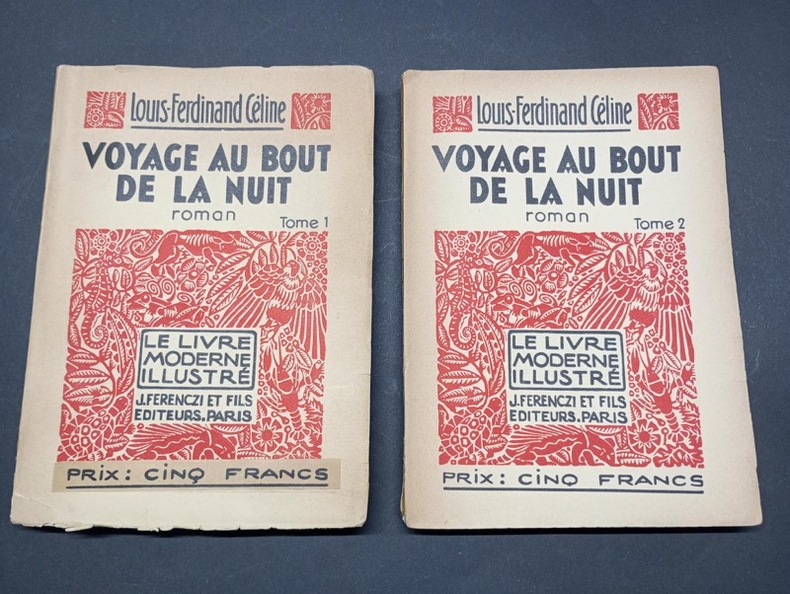 Louis-Ferdinand Céline
VOYAGE AU BOUT
DE LA NUIT
roman
Tome 1
LE LIVRE
MODERNE
ILLUSTRÉ
J. FERENCZI ET FILS
EDITEURS. PARIS
PRIX: CINQ FRANCS
Louis-Ferdinand Céline
VOYAGE AU BOUT
DE LA NUIT
roman
Tome 2
LE LIVRE
MODERNE
ILLUSTRÉ
J. FERENCZI ET FILS
EDITEURS. PARIS
PRIX: CINQ FRANCS